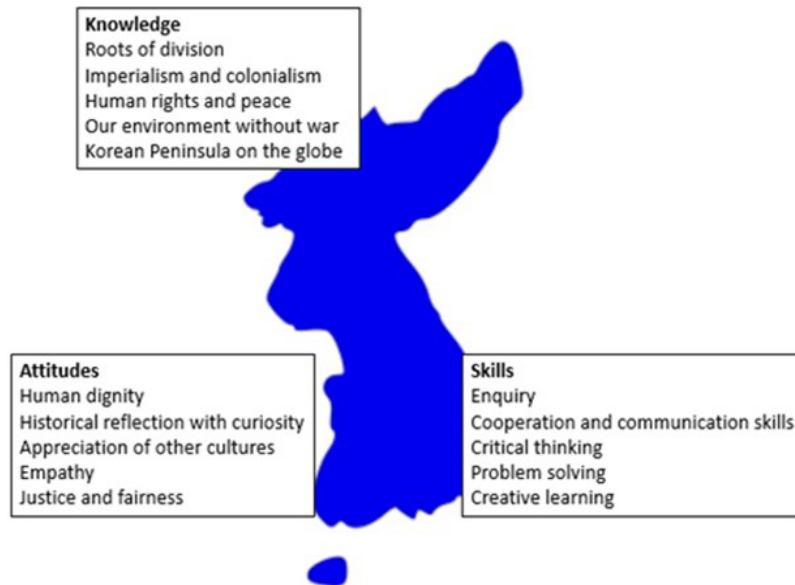 Knowledge
Roots of division
Imperialism and colonialism
Human rights and peace
Our environment without war
Korean Peninsula on the globe
Attitudes
Human dignity
Historical reflection with curiosity
Appreciation of other cultures
Empathy
Justice and fairness
Skills
Enquiry
Cooperation and communication skills
Critical thinking
Problem solving
Creative learning